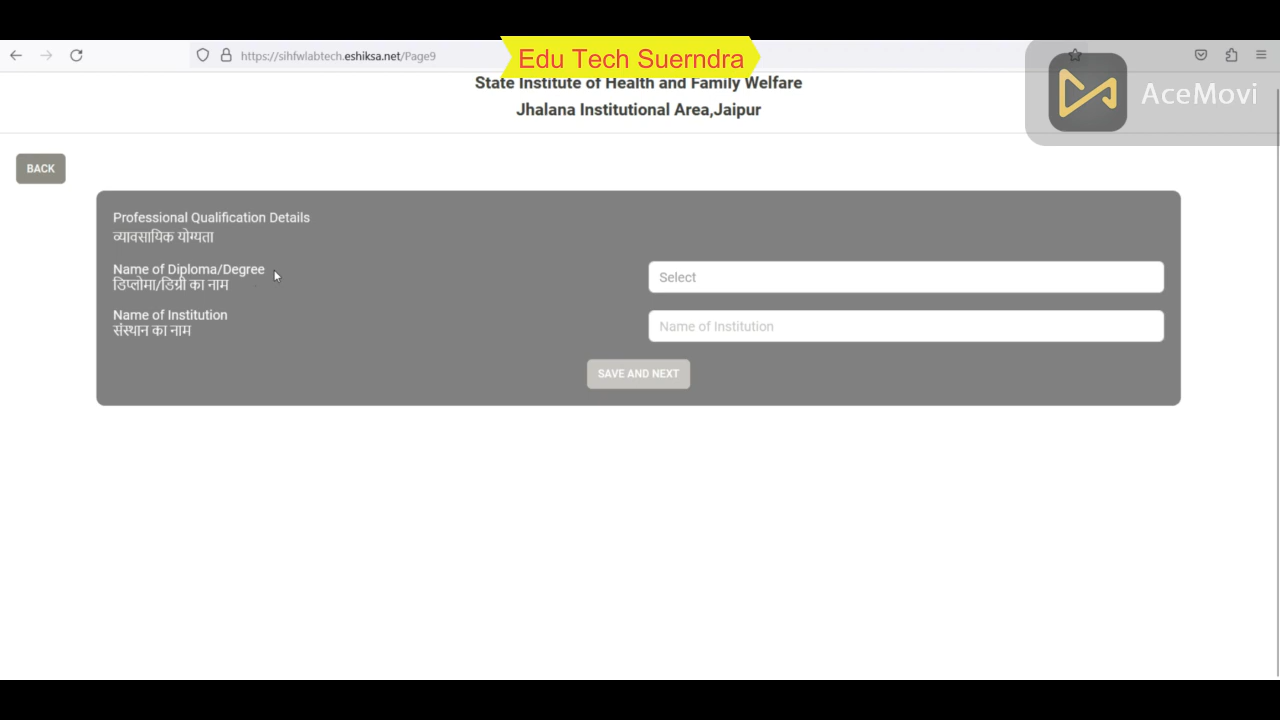 https://sihfwlabtech.eshiksa.net/Page9
Edu Tech Suerndra
AceMovi
State Institute of Health and Family Welfare
Jhalana Institutional Area,Jaipur
BACK
Professional Qualification Details
व्यावसायिक योग्यता
Name of Diploma/Degree
डिप्लोमा/डिग्री का नाम
Select
Name of Institution
संस्थान का नाम
Name of Institution
SAVE AND NEXT